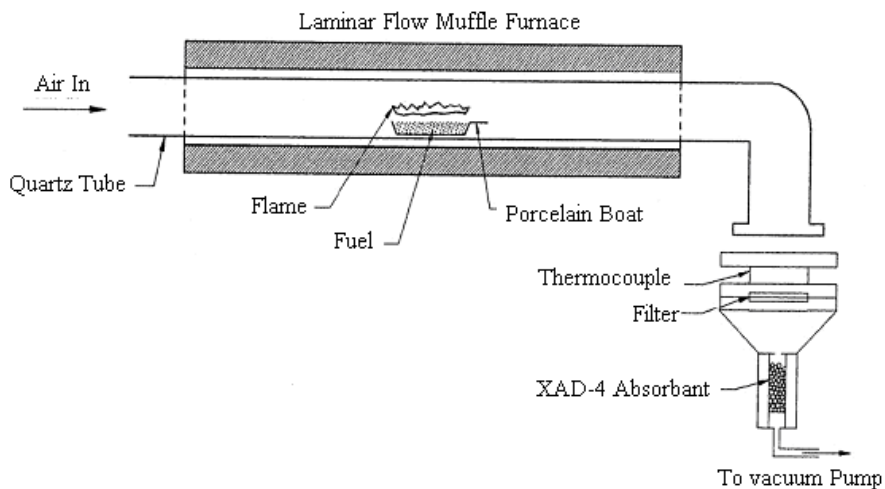 Laminar Flow Muffle Furnace
Air In
Quartz Tube
Flame
Fuel
Porcelain Boat
Thermocouple
Filter
XAD-4 Absorbant
To vacuum Pump